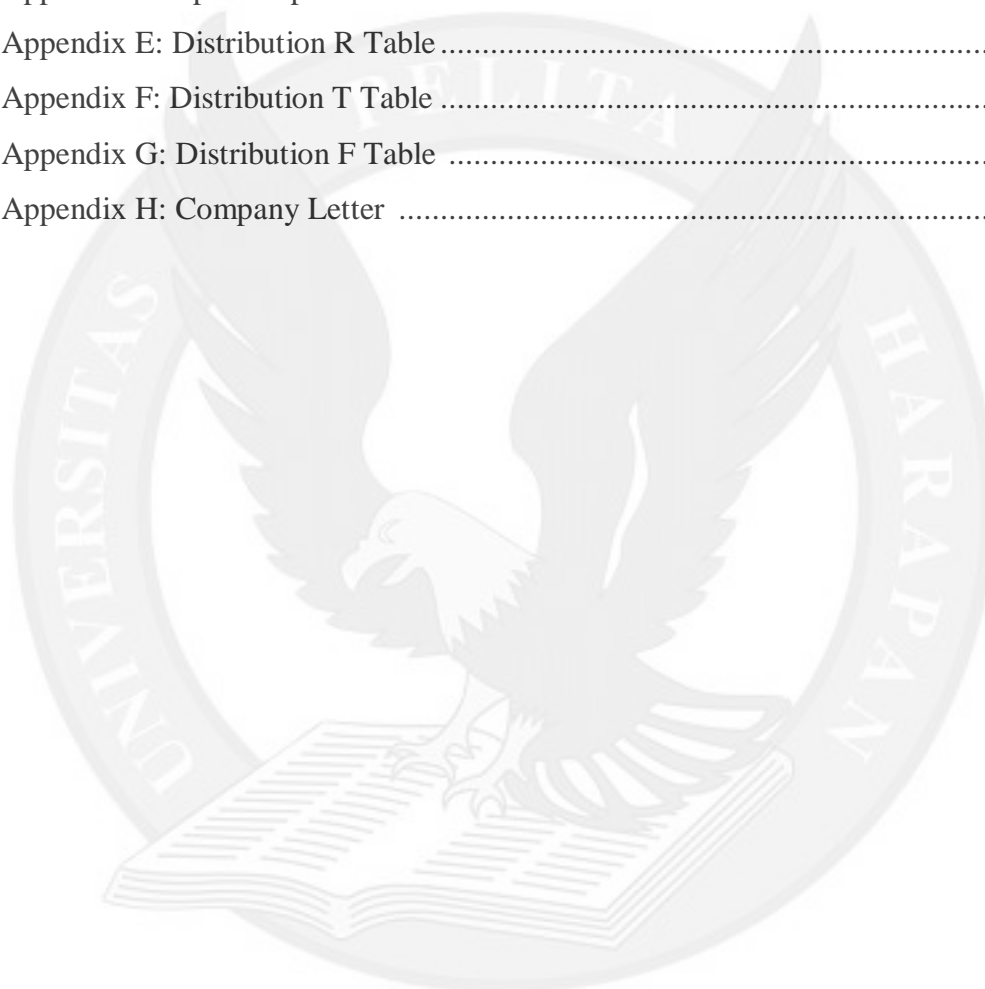 Appendix E: Distribution R Table
Appendix F: Distribution T Table
Appendix G: Distribution F Table
Appendix H: Company Letter
UNIVERSITAS PELITA HARAPAN